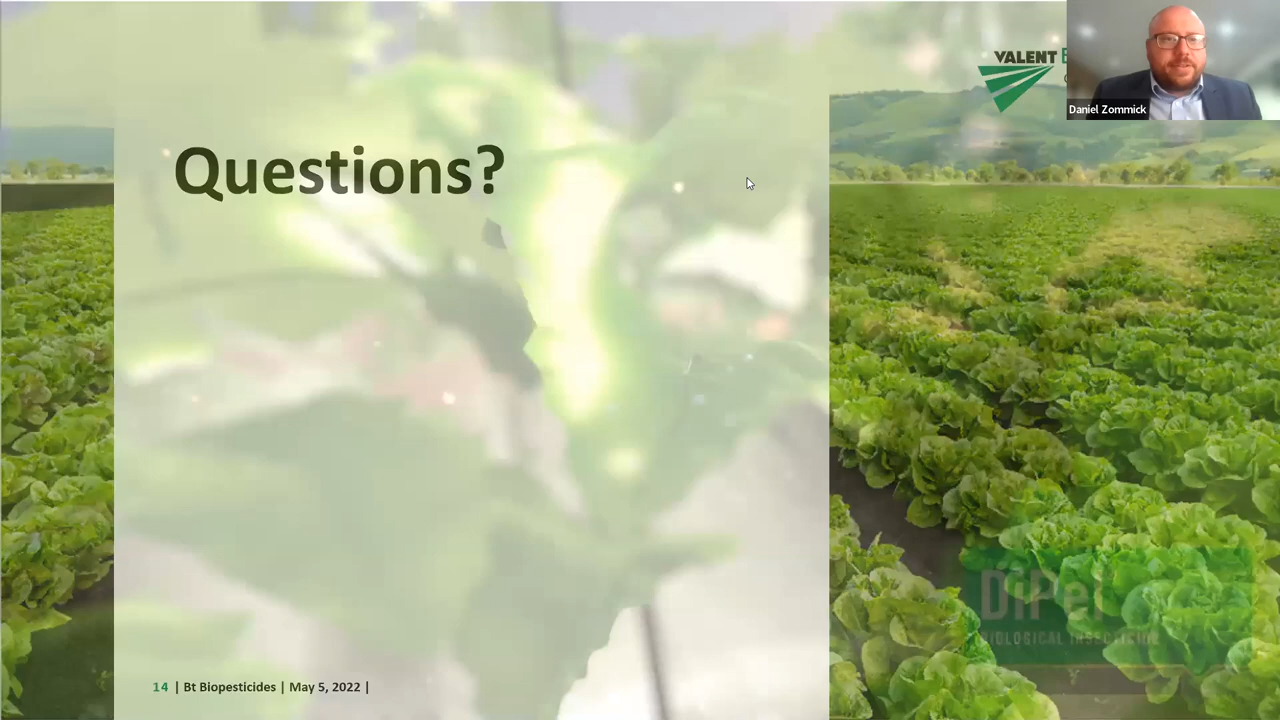 VALENT
Daniel Zommick
Questions?
DiPel
BIOLOGICAL INSECTICIDE
14 | Bt Biopesticides | May 5, 2022 |